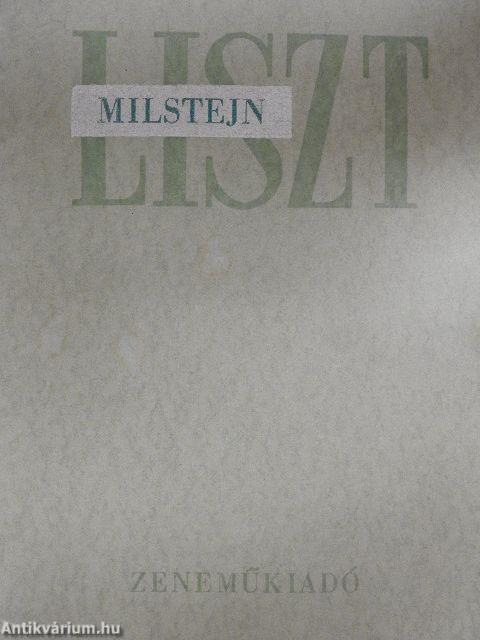 LISZT
MILSTEJN
ZENEMŰKIADÓ
Antikvárium.hu